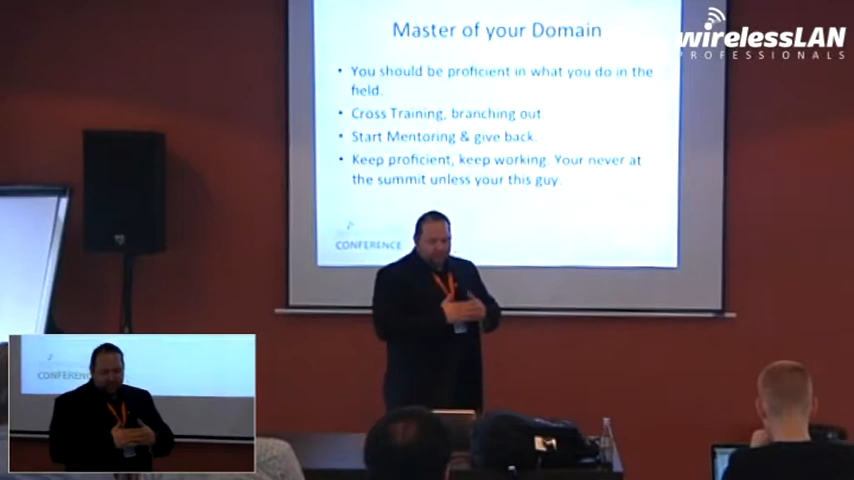 Master of your Domain
wirelessLAN
PROFESSIONALS
• You should be proficient in what you do in the
field.
• Cross Training, branching out
• Start Mentoring & give back.
• Keep proficient, keep working. Your never at
the summit unless your this guy.
CONFERENCE
CONFERENCE